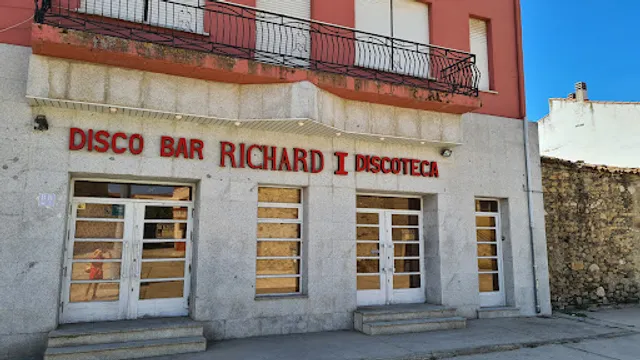 DISCO BAR RICHARD I DISCOTECA